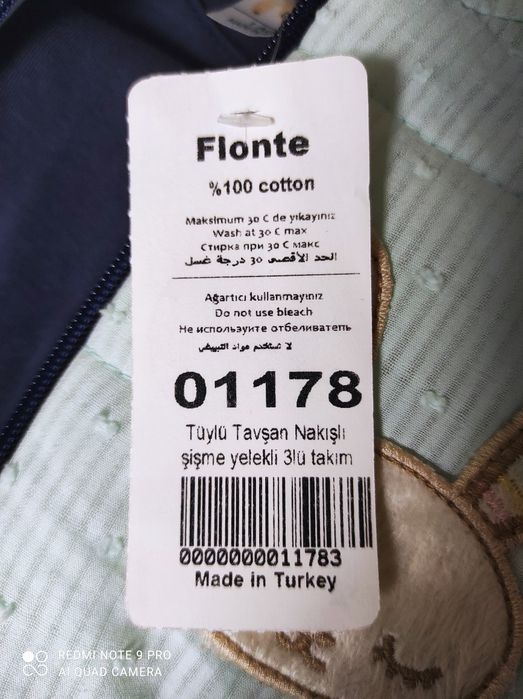 Flonte
%100 cotton
Maksimum 30 C de yıkayınız
Wash at 30 C max
Стирка при 30 С макс
الحد الأقصى 30 درجة غسل
Ağartıcı kullanmayınız
Do not use bleach
Не используите отбеливатель
لا تستخدم مواد التبييض
01178
Tüylü Tavşan Nakışlı
şişme yelekli 3lü takım
0000000011783
Made in Turkey
REDMI NOTE 9 PRO
AI QUAD CAMERA